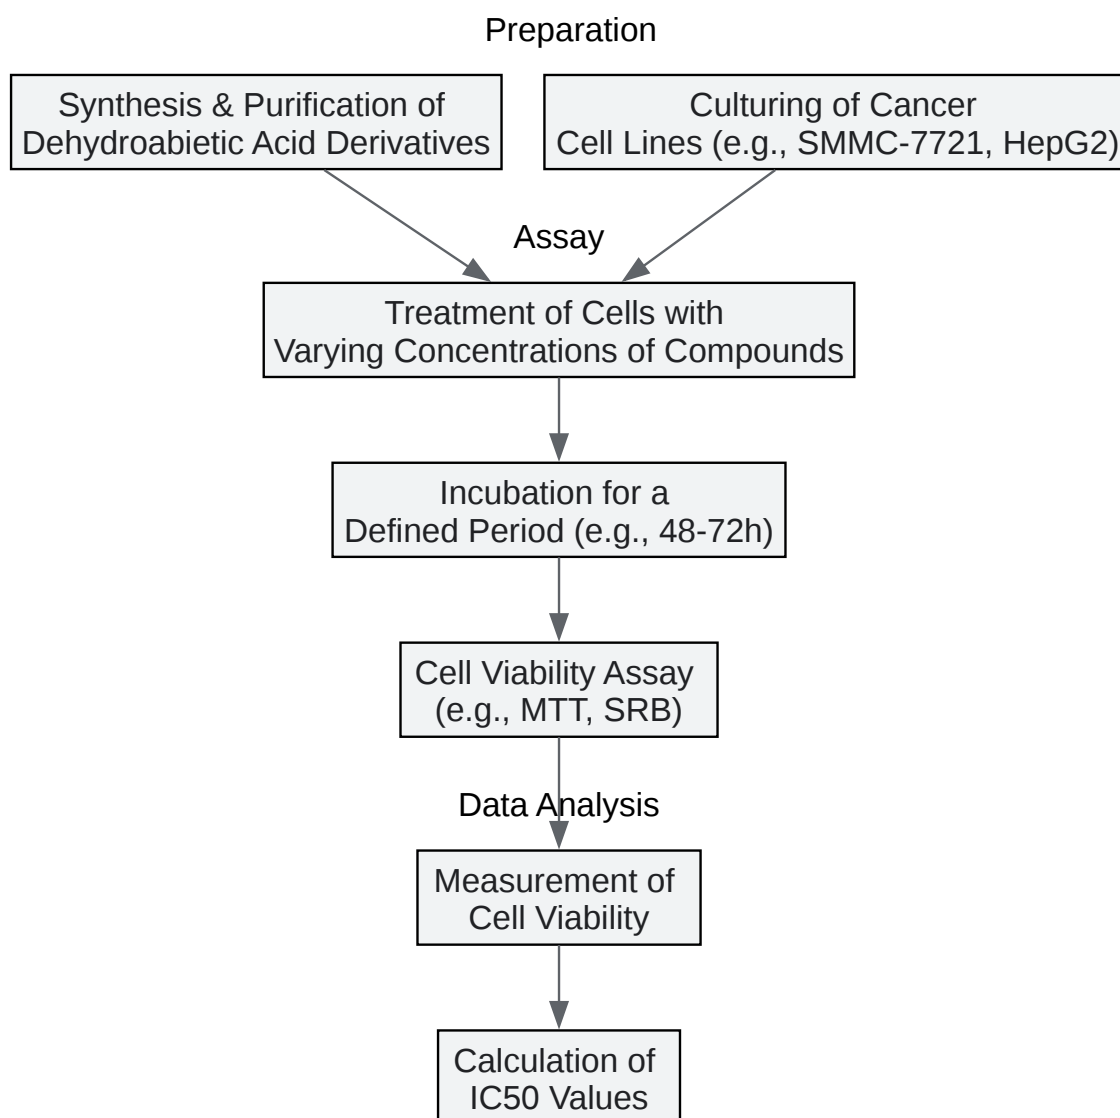 Preparation
Synthesis & Purification of
Dehydroabietic Acid Derivatives
Culturing of Cancer
Cell Lines (e.g., SMMC-7721, HepG2)
Assay
Treatment of Cells with
Varying Concentrations of Compounds
Incubation for a
Defined Period (e.g., 48-72h)
Cell Viability Assay
(e.g., MTT, SRB)
Data Analysis
Measurement of
Cell Viability
Calculation of
IC50 Values